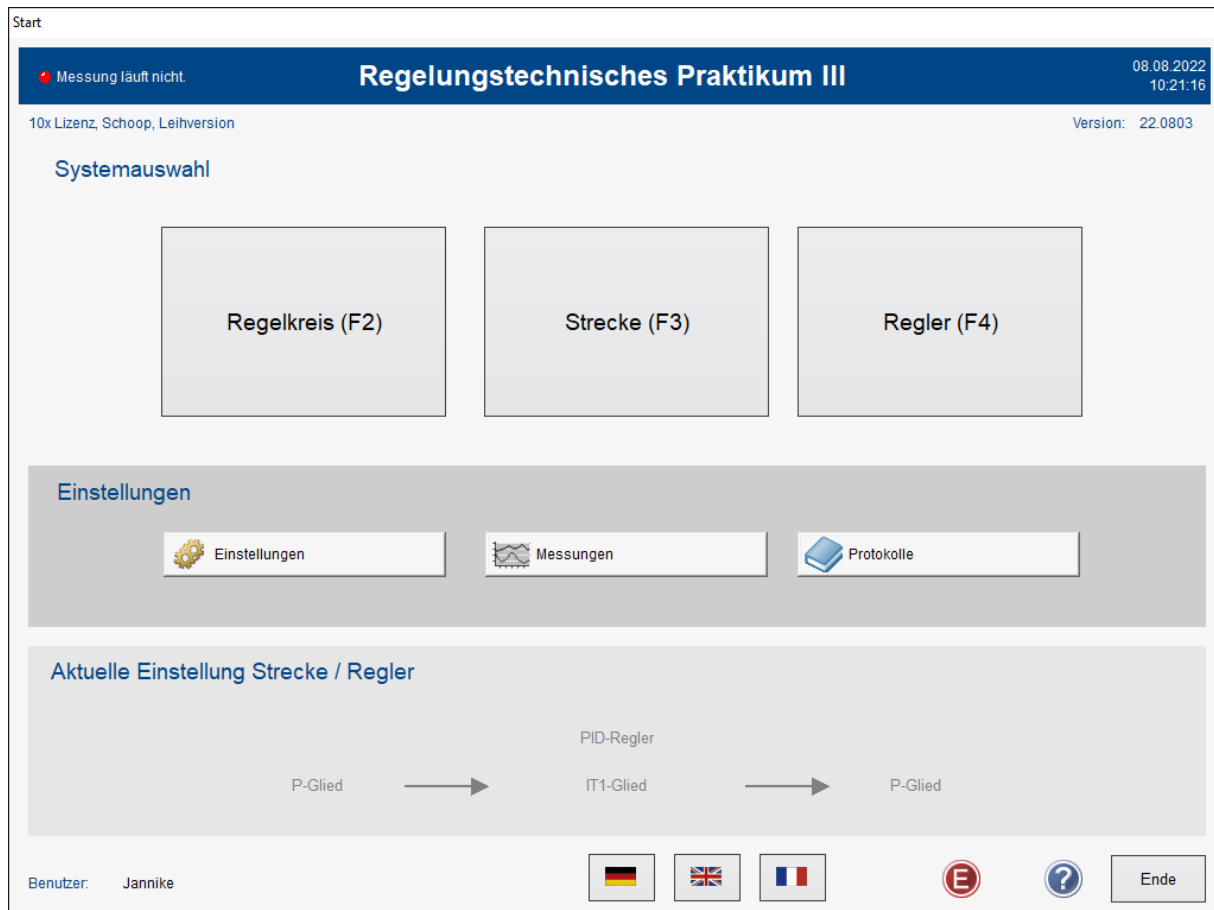 Start
Messung läuft nicht.
Regelungstechnisches Praktikum III
08.08.2022
10:21:16
10x Lizenz, Schoop, Leihversion
Version: 22.0803
Systemauswahl
Regelkreis (F2)
Strecke (F3)
Regler (F4)
Einstellungen
Einstellungen
Messungen
Protokolle
Aktuelle Einstellung Strecke / Regler
PID-Regler
P-Glied
IT1-Glied
P-Glied
Benutzer: Jannike
E
?
Ende